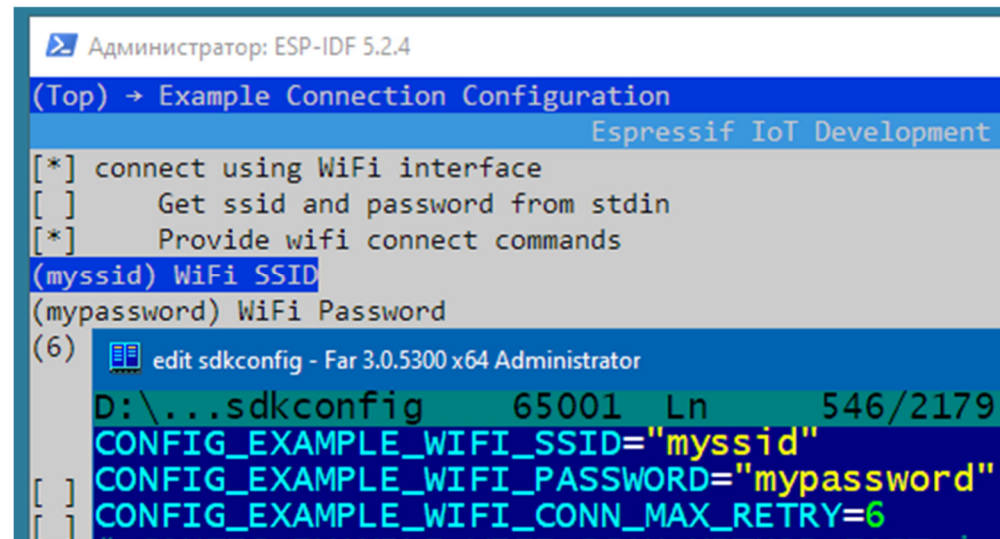 Администратор: ESP-IDF 5.2.4
(Top) → Example Connection Configuration
Espressif IoT Development
[*] connect using WiFi interface
[ ] Get ssid and password from stdin
[*] Provide wifi connect commands
(myssid) WiFi SSID
(mypassword) WiFi Password
(6)
edit sdkconfig - Far 3.0.5300 x64 Administrator
D:\...sdkconfig 65001 Ln 546/2179
CONFIG_EXAMPLE_WIFI_SSID="myssid"
CONFIG_EXAMPLE_WIFI_PASSWORD="mypassword"
[ ]
CONFIG_EXAMPLE_WIFI_CONN_MAX_RETRY=6
[ ]